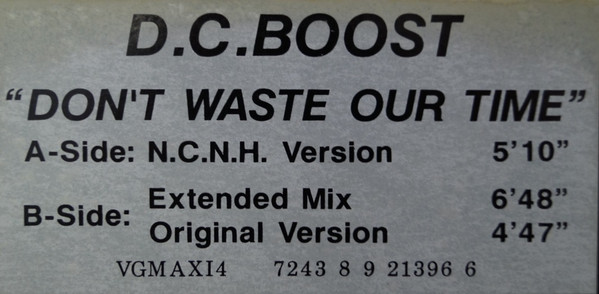 D.C.BOOST
“DON'T WASTE OUR TIME”
A-Side: N.C.N.H. Version 5’10”
B-Side: Extended Mix 6’48”
Original Version 4’47”
VGMAXI4 7243 8 9 21396 6